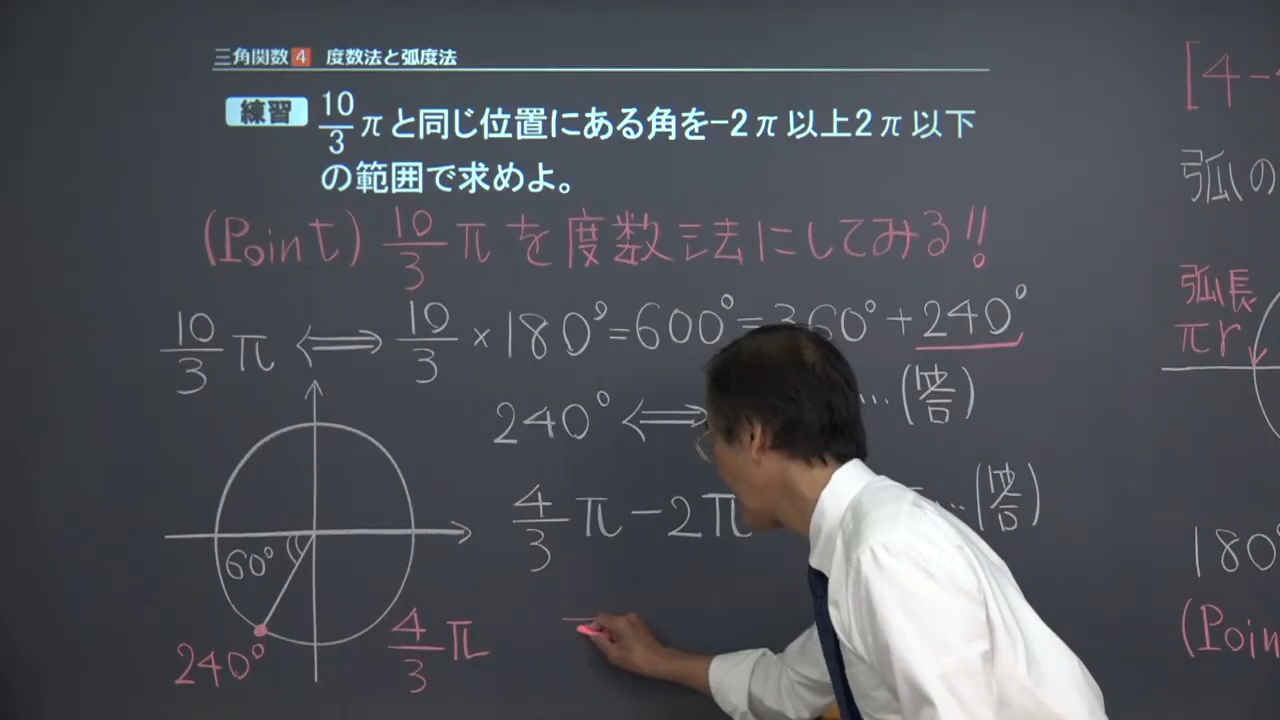 三角関数4 度数法と弧度法
練習 10/3 πと同じ位置にある角を-2π以上2π以下
の範囲で求めよ。
(Point) 10/3 πを度数法にしてみる!!
10/3 π ⟺ 10/3 ×180°=600°=360°+240°
240° ⟺ …(答)
4/3 π-2π …(答)
60°
240°
4/3 π
[4-
弧の
弧長
πr
180°
(Poin